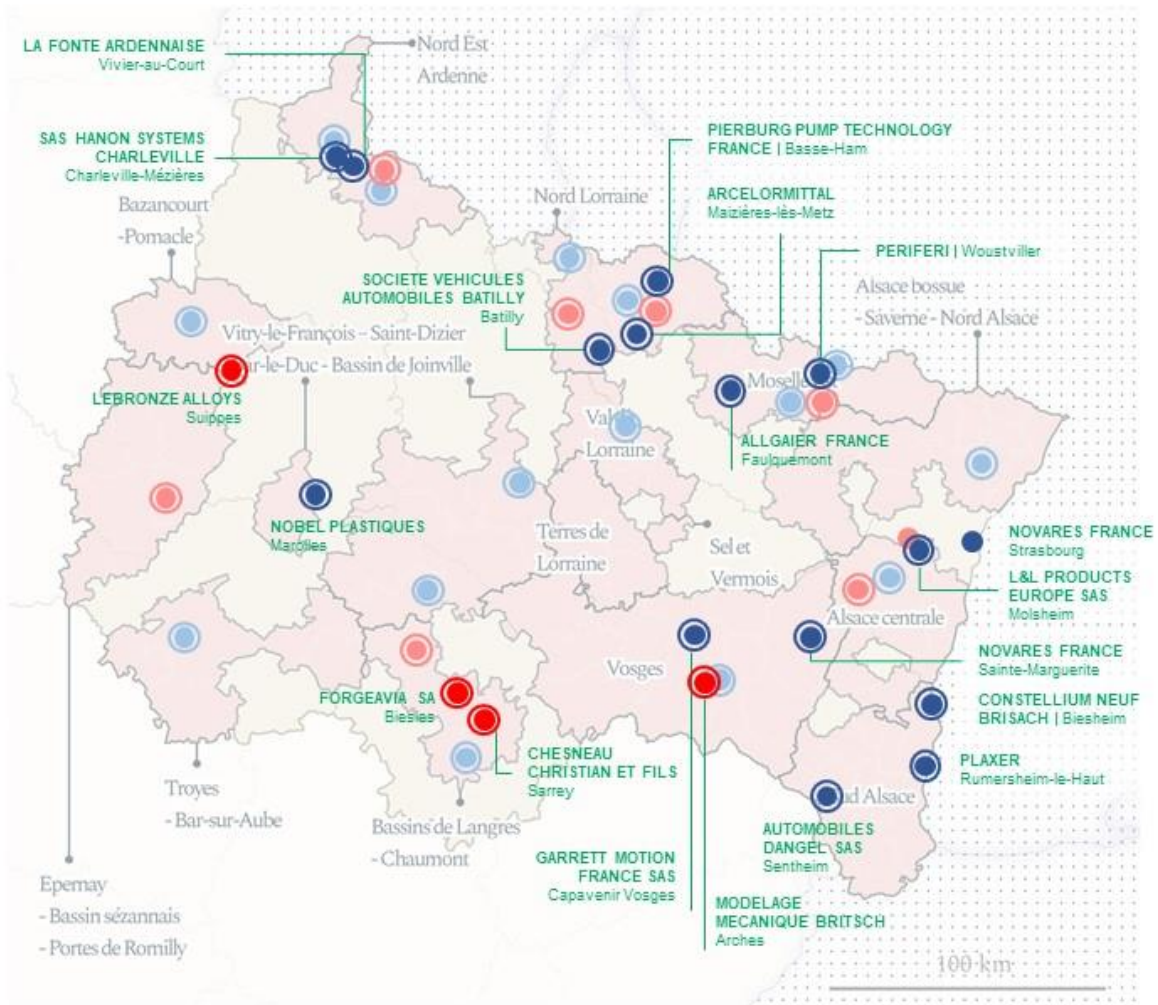 LA FONTE ARDENNAISE
Vivier-au-Court
Nord Est
Ardenne
SAS HANON SYSTEMS
CHARLEVILLE
Charleville-Mézières
PIERBURG PUMP TECHNOLOGY
FRANCE | Basse-Ham
ARCELORMITTAL
Maizières-lès-Metz
Bazancourt
-Pomacle
Nord Lorraine
PERIFERI | Woustviller
SOCIETE VEHICULES
AUTOMOBILES BATILLY
Batilly
Alsace bossue
- Saverne - Nord Alsace
Vitry-le-François – Saint-Dizier
ar-le-Duc - Bassin de Joinville
LEBRONZE ALLOYS
Suippes
Moselle
Val
Lorraine
ALLGAIER FRANCE
Faulquemont
NOBEL PLASTIQUES
Marolles
Terres de
Lorraine
Sel et
Vermois
NOVARES FRANCE
Strasbourg
L&L PRODUCTS
EUROPE SAS
Molsheim
Alsace centrale
NOVARES FRANCE
Sainte-Marguerite
Vosges
FORGEAVIA SA
Biesles
CONSTELLIUM NEUF
BRISACH | Biesheim
CHESNEAU
CHRISTIAN ET FILS
Sarrey
PLAXER
Rumersheim-le-Haut
Troyes
- Bar-sur-Aube
ud Alsace
Bassins de Langres
- Chaumont
AUTOMOBILES
DANGEL SAS
Sentheim
GARRETT MOTION
FRANCE SAS
Capavenir Vosges
MODELAGE
MECANIQUE BRITSCH
Arches
Epernay
- Bassin sézannais
- Portes de Romilly
100 km